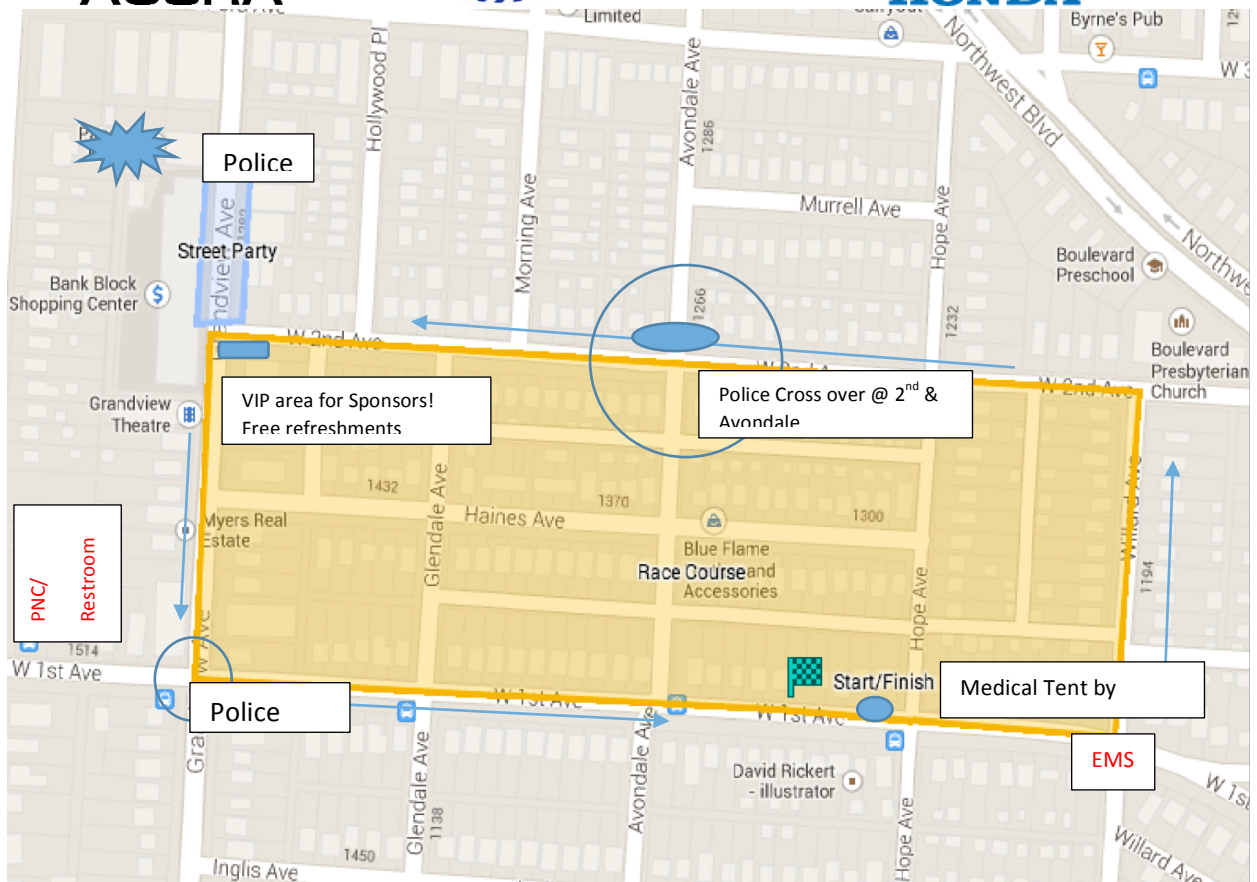 HONDA
Limited
Byrne's Pub
Hollywood Pl
Avondale Ave
1286
Northwest Blvd
Police
Morning Ave
Murrell Ave
Hope Ave
Street Party
1282
Bank Block
Shopping Center
Boulevard
Preschool
1266
1232
W 2nd Ave
W 2nd Ave
Boulevard
Presbyterian
Church
Grandview
Theatre
VIP area for Sponsors!
Free refreshments
Police Cross over @ 2nd &
Avondale
1432
1370
1300
Glendale Ave
Haines Ave
Myers Real
Estate
Blue Flame
and
Accessories
Race Course
Willard Ave
1194
PNC/
Restroom
Hope Ave
1514
W 1st Ave
Police
W 1st Ave
W 1st Ave
Start/Finish
Medical Tent by
EMS
David Rickert
- illustrator
Glendale Ave
1138
Avondale Ave
Hope Ave
Willard Ave
1450
Inglis Ave